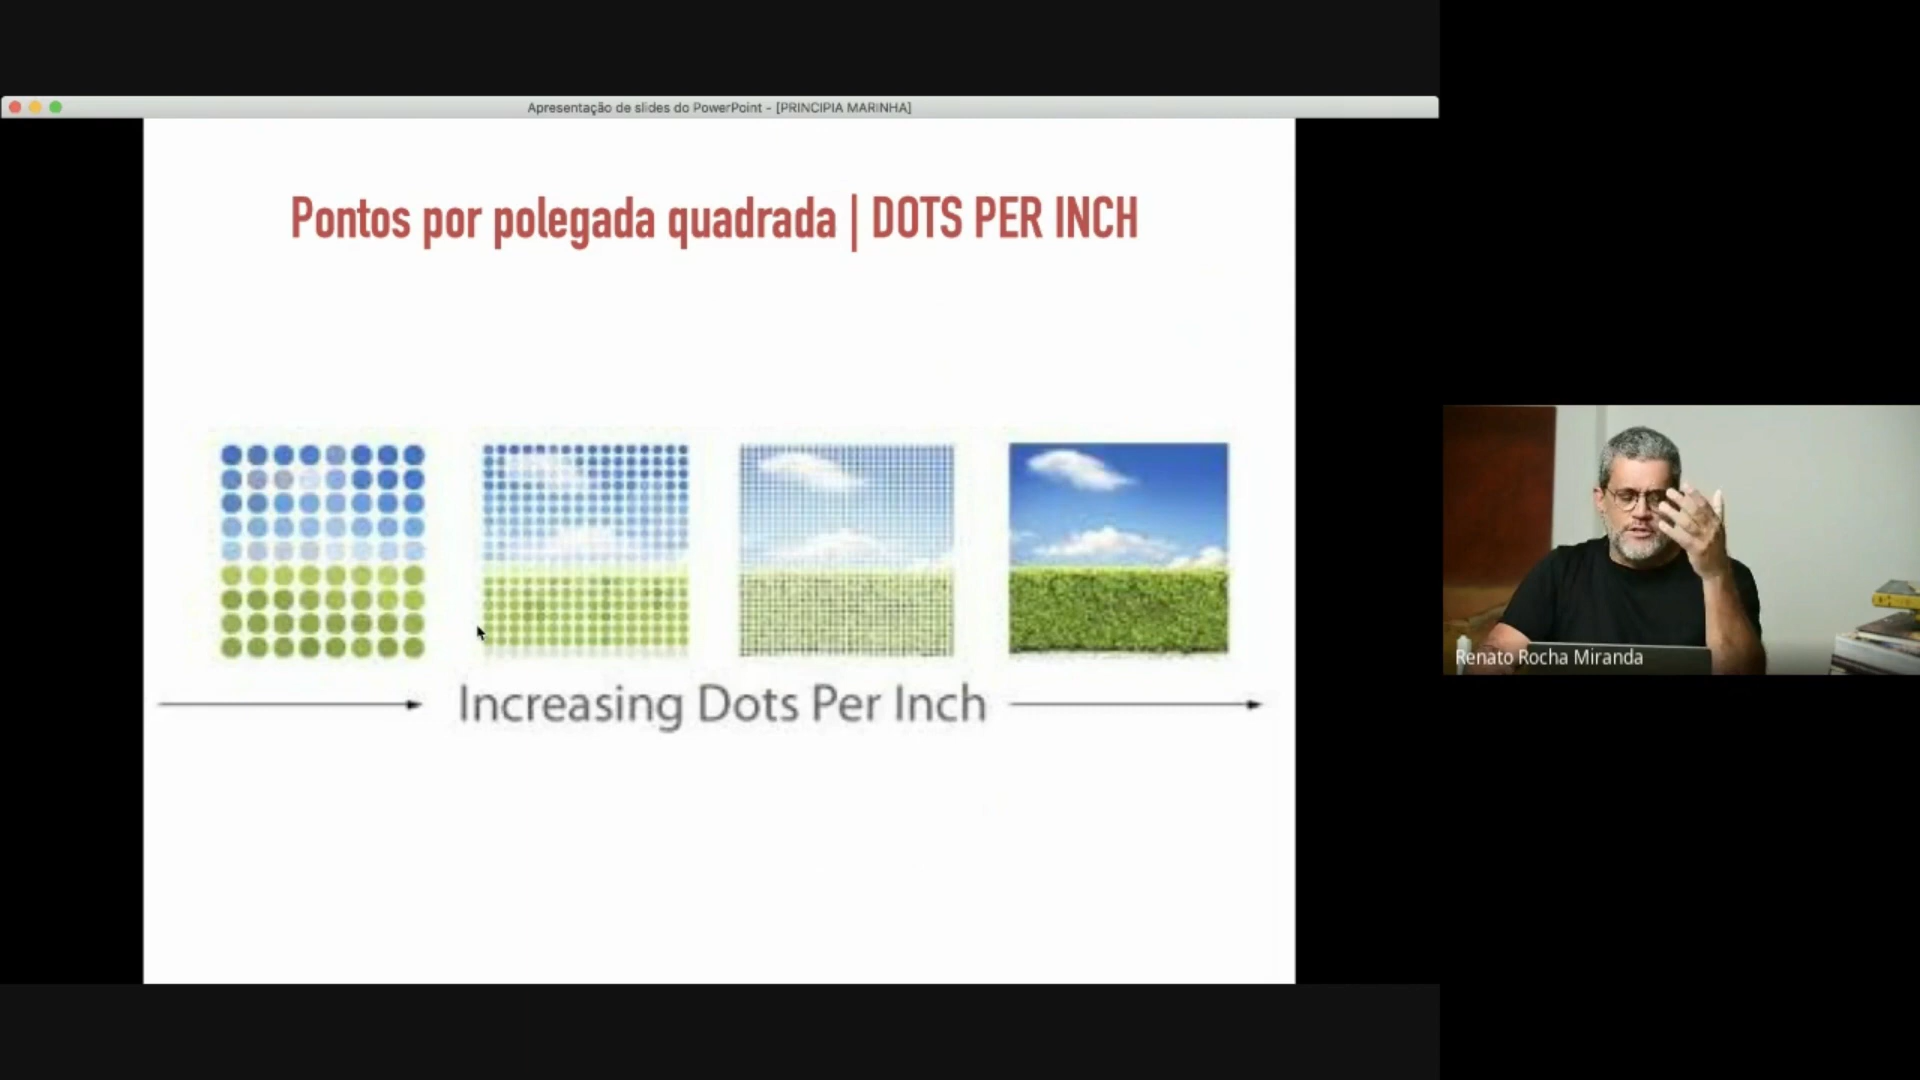 Apresentação de slides do PowerPoint - [PRINCIPIA MARINHA]
Pontos por polegada quadrada | DOTS PER INCH
Increasing Dots Per Inch
Renato Rocha Miranda